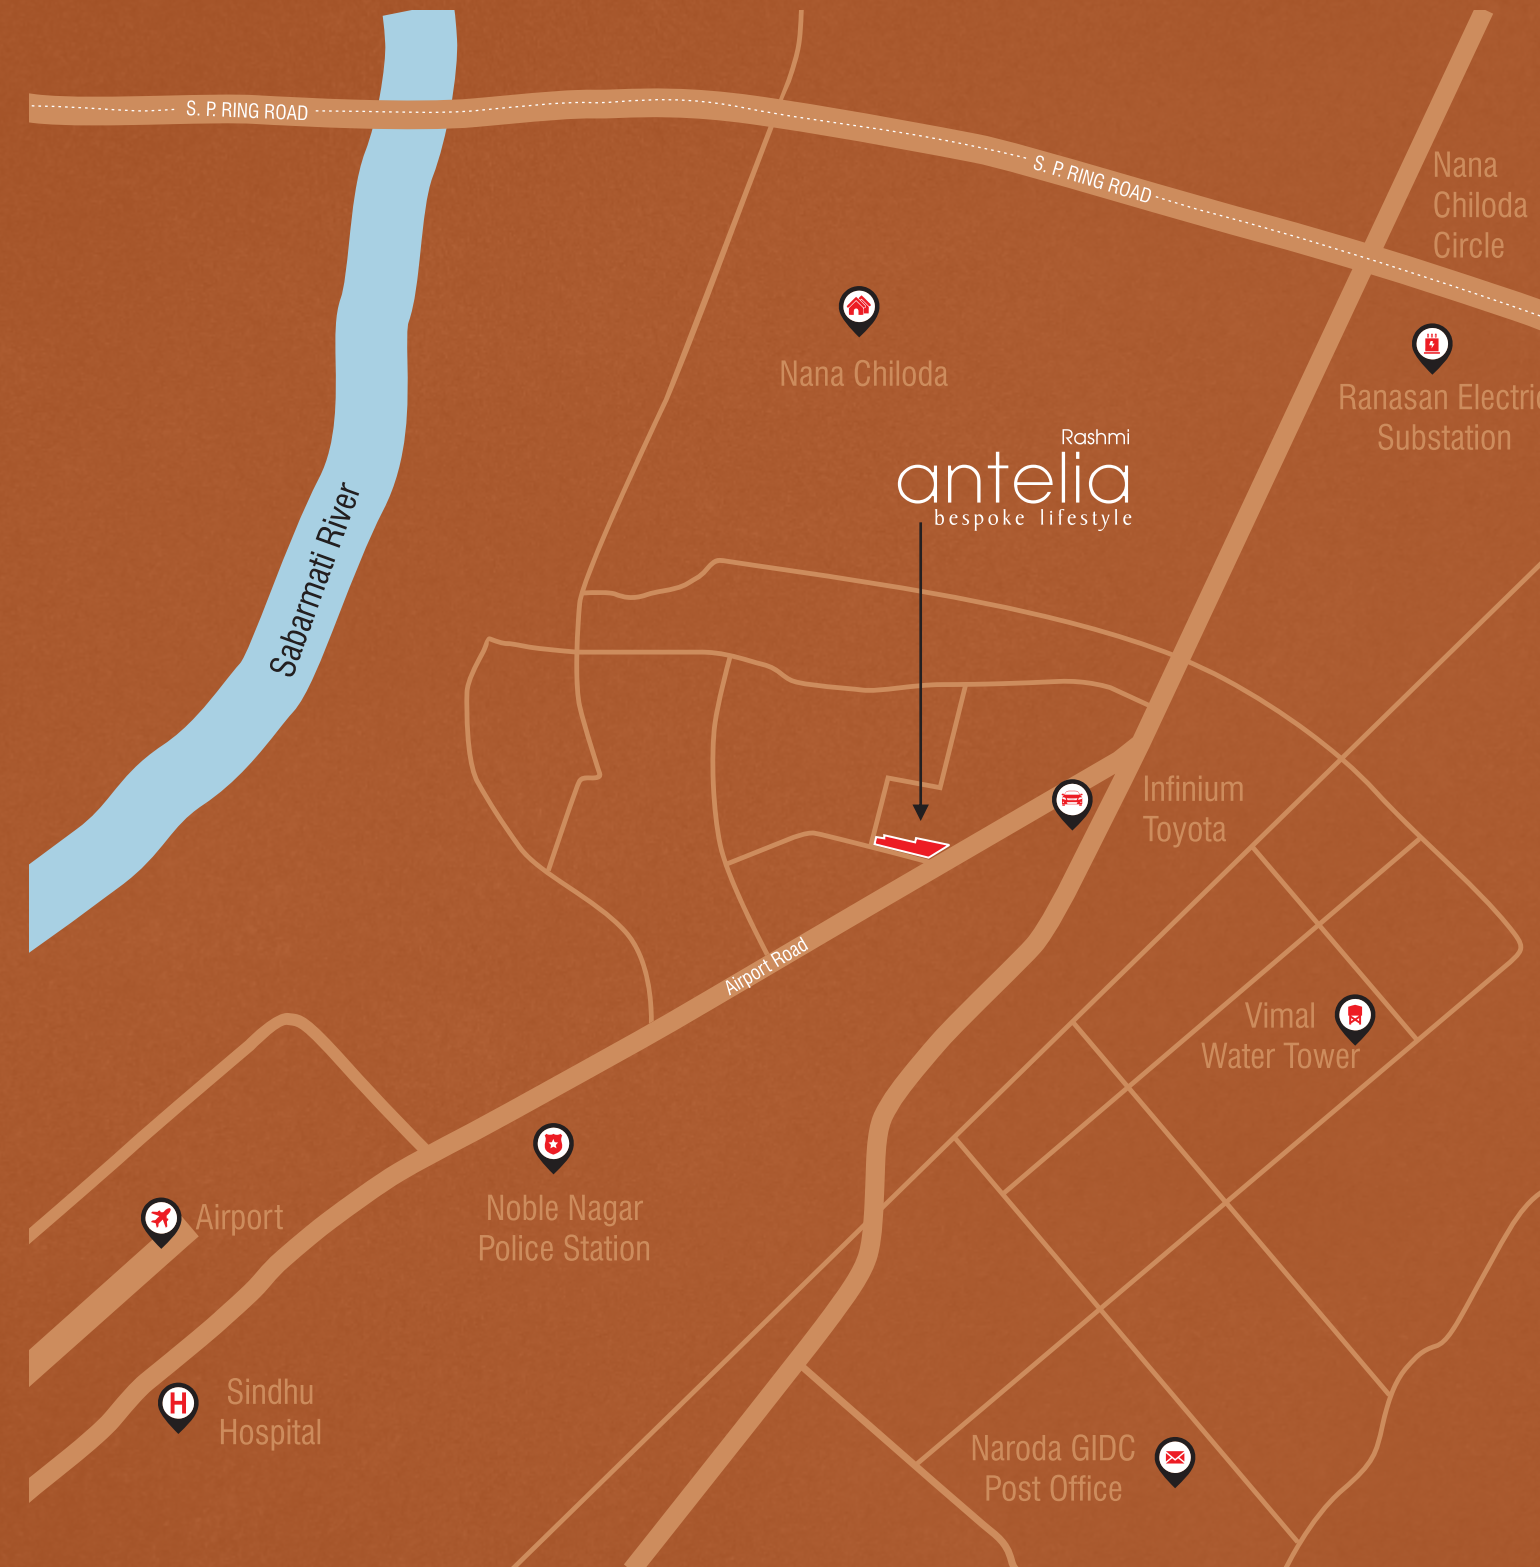 S. P. RING ROAD
S. P. RING ROAD
Nana
Chiloda
Circle
Nana Chiloda
Ranasan Electric
Substation
Rashmi
antelia
bespoke lifestyle
Sabarmati River
Infinium
Toyota
Airport Road
Vimal
Water Tower
Noble Nagar
Police Station
Airport
Sindhu
Hospital
H
Naroda GIDC
Post Office